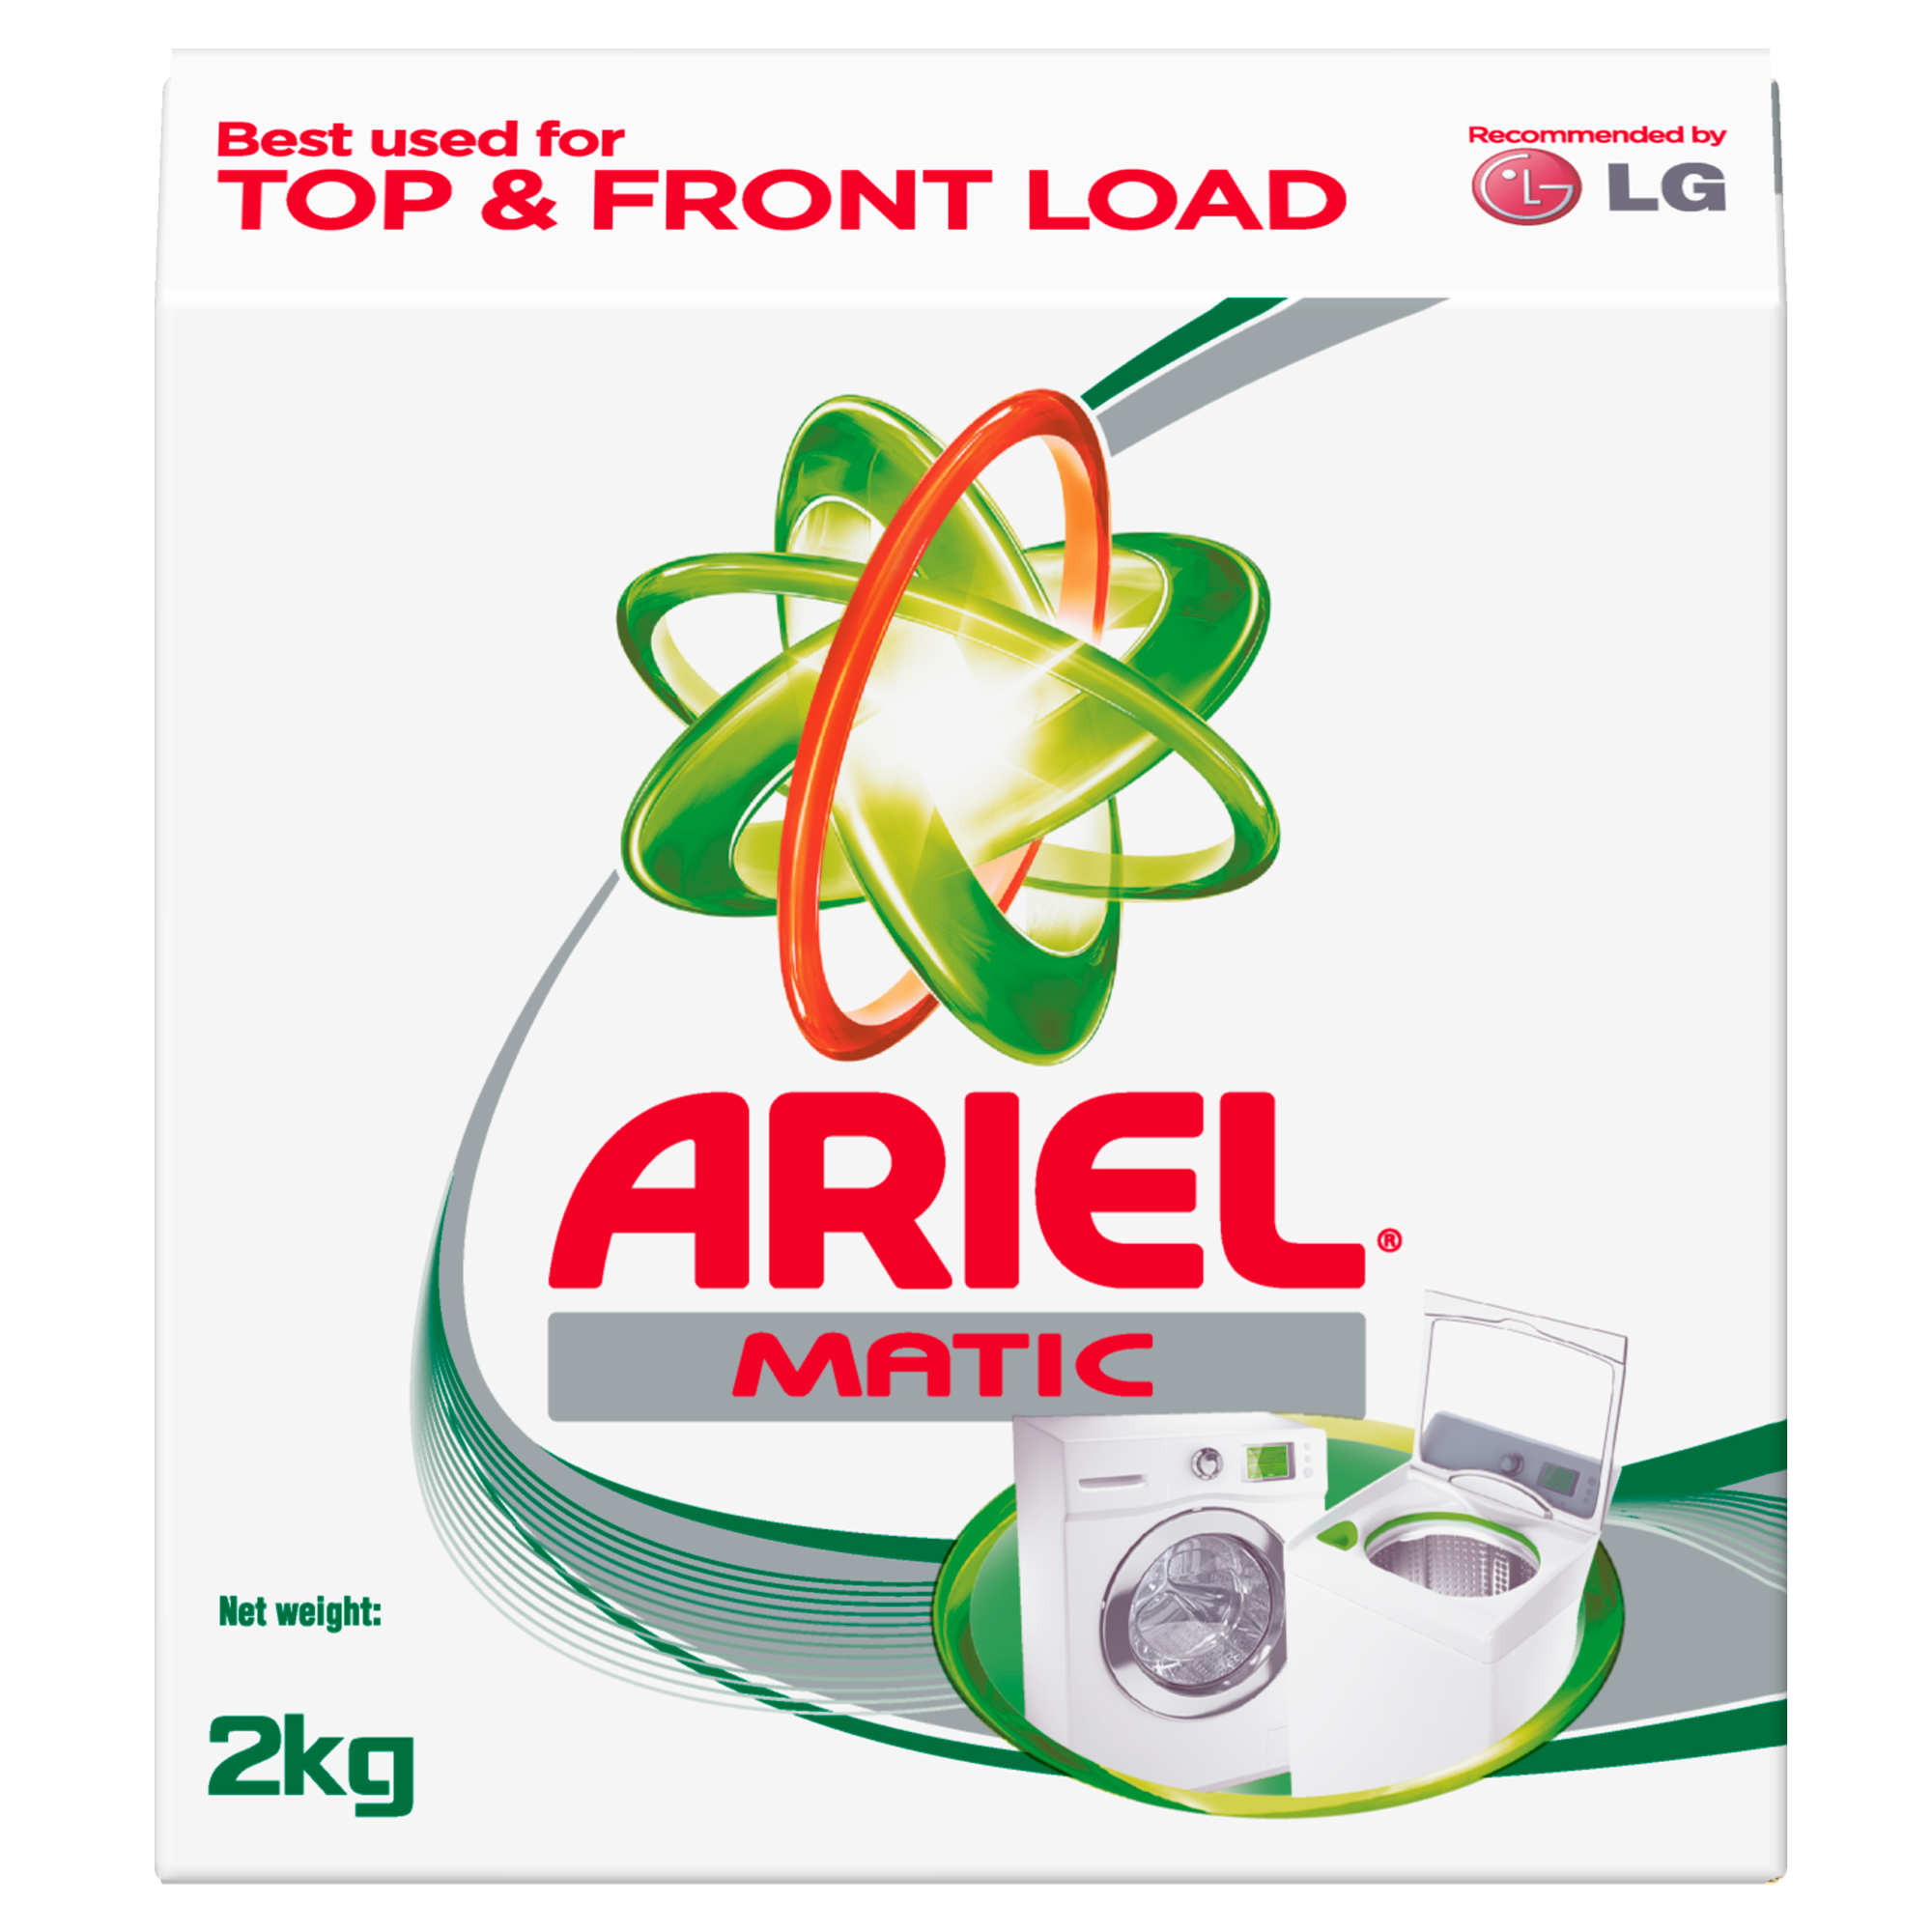 Best used for
TOP & FRONT LOAD
Recommended by
LG
ARIEL®
MATIC
Net weight:
2kg